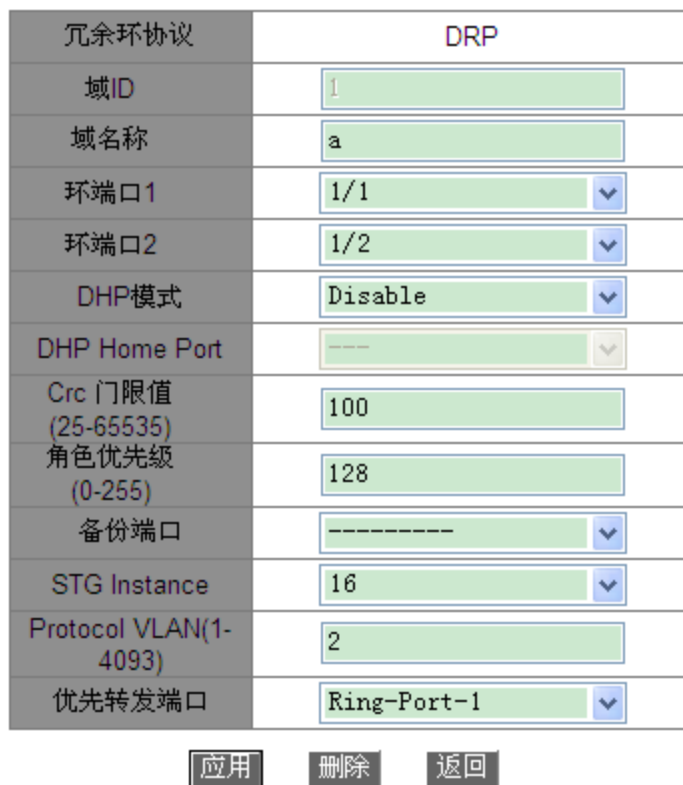 冗余环协议 DRP
域ID 1
域名称 a
环端口1 1/1
环端口2 1/2
DHP模式 Disable
DHP Home Port ---
Crc 门限值
(25-65535) 100
角色优先级
(0-255) 128
备份端口 ---------
STG Instance 16
Protocol VLAN(1-
4093) 2
优先转发端口 Ring-Port-1
应用 删除 返回